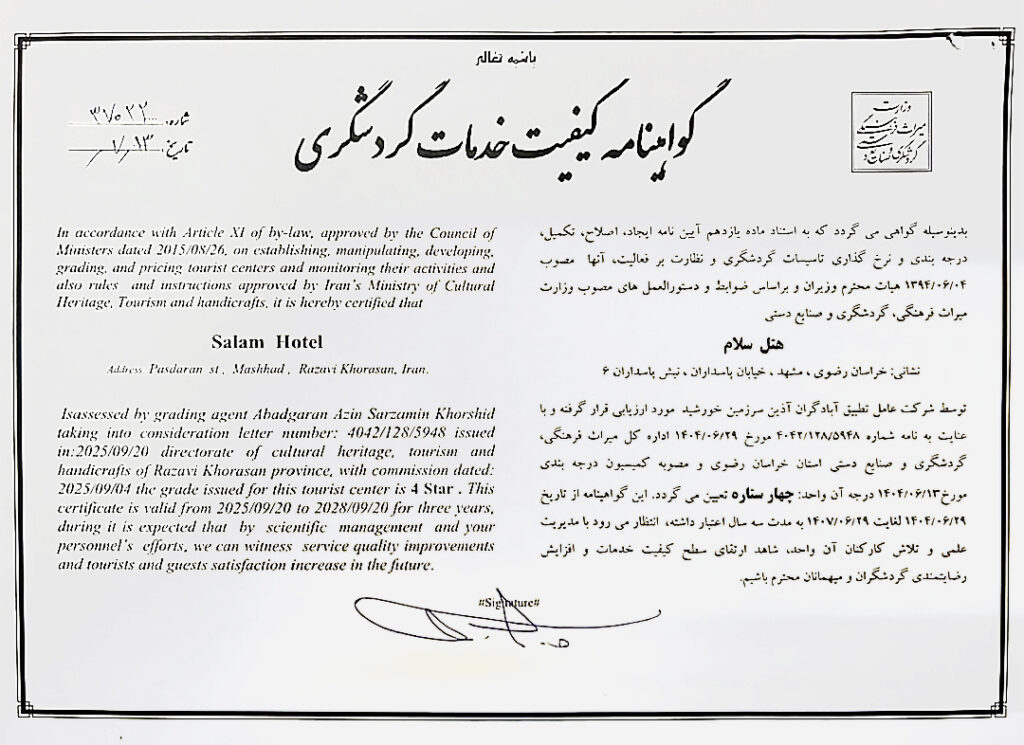 باسمه تعالی
گواهینامه کیفیت خدمات گردشگری
وزارت
میراث فرهنگی
گردشگری و صنایع دستی
شماره:
تاریخ:
In accordance with Article XI of by-law, approved by the Council of
Ministers dated 2015/08/26, on establishing, manipulating, developing,
grading, and pricing tourist centers and monitoring their activities and
also rules and instructions approved by Iran's Ministry of Cultural
Heritage, Tourism and handicrafts, it is hereby certified that
Salam Hotel
Address: Pasdaran st , Mashhad , Razavi Khorasan, Iran.
Isassessed by grading agent Abadgaran Azin Sarzamin Khorshid
taking into consideration letter number: 4042/128/5948 issued
in:2025/09/20 directorate of cultural heritage, tourism and
handicrafts of Razavi Khorasan province, with commission dated:
2025/09/04 the grade issued for this tourist center is 4 Star . This
certificate is valid from 2025/09/20 to 2028/09/20 for three years,
during it is expected that by scientific management and your
personnel's efforts, we can witness service quality improvements
and tourists and guests satisfaction increase in the future.
بدینوسیله گواهی می گردد که به استناد ماده یازدهم آیین نامه ایجاد، اصلاح، تکمیل،
درجه بندی و نرخ گذاری تاسیسات گردشگری و نظارت بر فعالیت، آنها مصوب
۱۳۹۴/۰۶/۰۴ هیات محترم وزیران و براساس ضوابط و دستورالعمل های مصوب وزارت
میراث فرهنگی، گردشگری و صنایع دستی
هتل سلام
نشانی: خراسان رضوی ، مشهد ، خیابان پاسداران ، نبش پاسداران ۶
توسط شرکت عامل تطبیق آبادگران آذین سرزمین خورشید مورد ارزیابی قرار گرفته و با
عنایت به نامه شماره ۴۰۴۲/۱۲۸/۵۹۴۸ مورخ ۱۴۰۴/۰۶/۲۹ اداره کل میراث فرهنگی،
گردشگری و صنایع دستی استان خراسان رضوی و مصوبه کمیسیون درجه بندی
مورخ۱۴۰۴/۰۶/۱۳ درجه آن واحد: چهار ستاره تعیین می گردد. این گواهینامه از تاریخ
۱۴۰۴/۰۶/۲۹ لغایت ۱۴۰۷/۰۶/۲۹ به مدت سه سال اعتبار داشته، انتظار می رود با مدیریت
علمی و تلاش کارکنان آن واحد، شاهد ارتقای سطح کیفیت خدمات و افزایش
رضایتمندی گردشگران و میهمانان محترم باشیم.
#Signature#